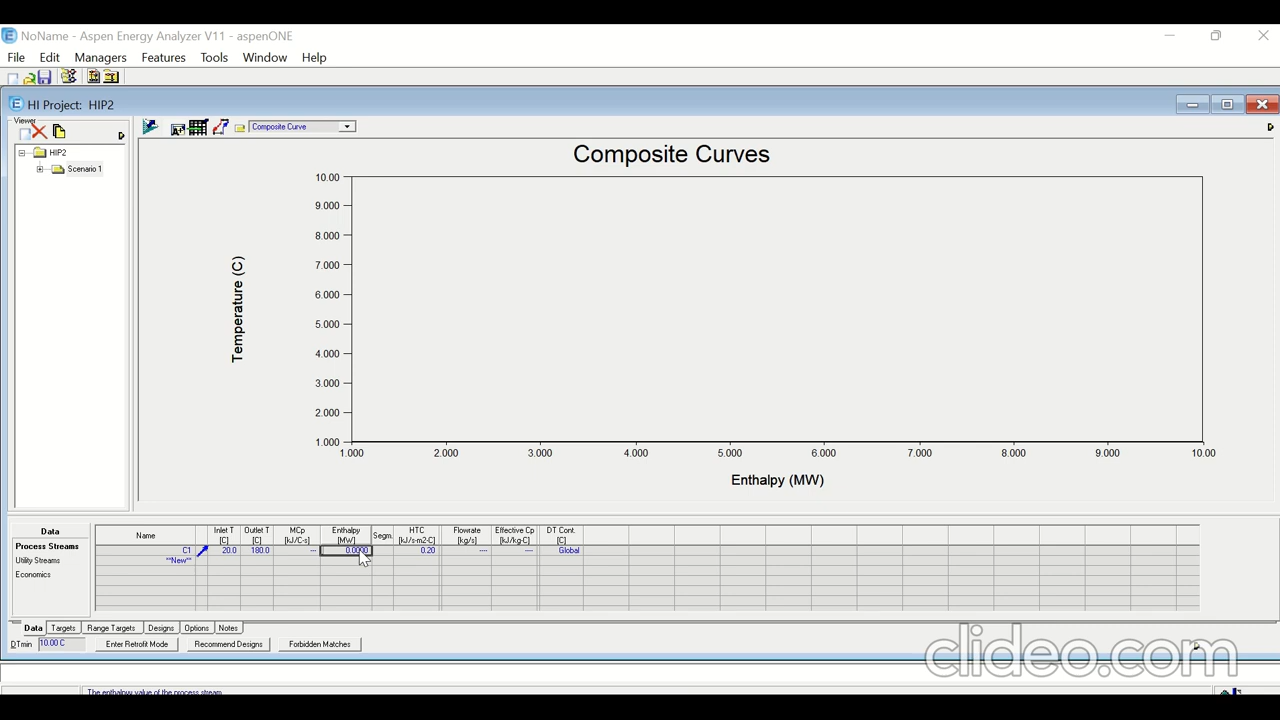 NoName - Aspen Energy Analyzer V11 - aspenONE
File Edit Managers Features Tools Window Help
HI Project: HIP2
Viewer
Composite Curve
HIP2
Scenario 1
Composite Curves
10.00
9.000
8.000
7.000
6.000
5.000
4.000
3.000
2.000
1.000
Temperature (C)
1.000 2.000 3.000 4.000 5.000 6.000 7.000 8.000 9.000 10.00
Enthalpy (MW)
Data
Process Streams
Utility Streams
Economics
Name Inlet T [C] Outlet T [C] MCp [kJ/C-s] Enthalpy [MW] Segm. HTC [kJ/s-m2-C] Flowrate [kg/s] Effective Cp [kJ/kg-C] DT Cont. [C]
C1 20.0 180.0 --- 0.20 ---- ---- Global
**New**
Data Targets Range Targets Designs Options Notes
DTmin 10.00 C Enter Retrofit Mode Recommend Designs Forbidden Matches
The enthalpy value of the process stream.
clideo.com